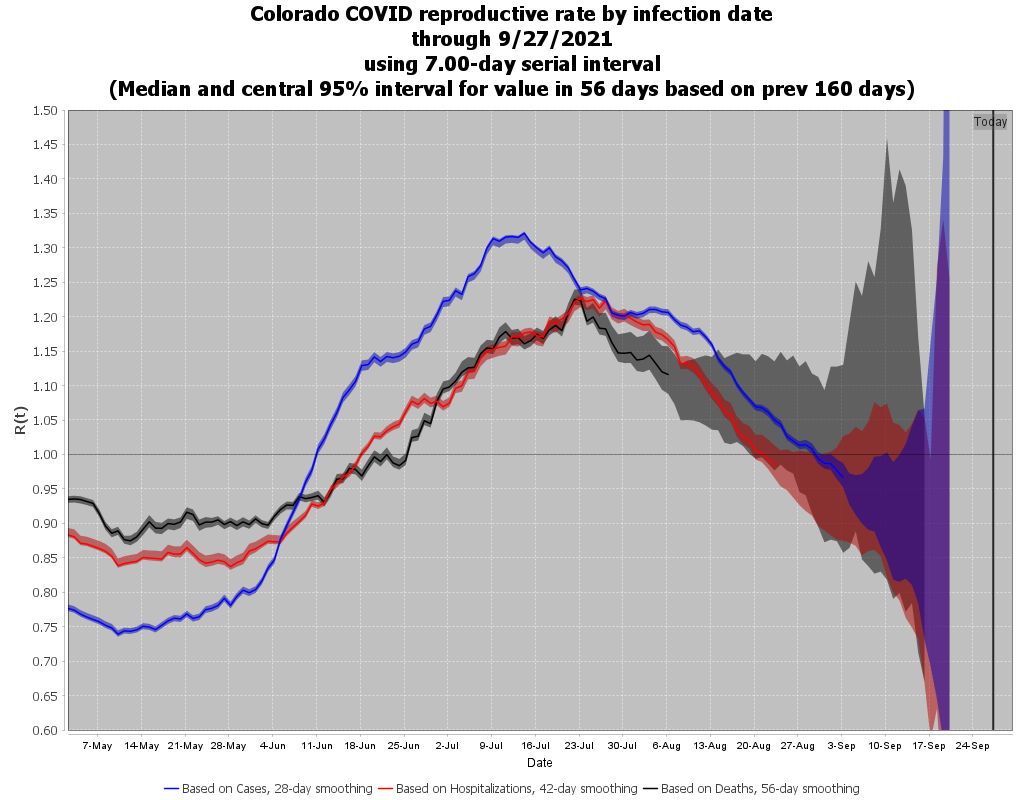 Colorado COVID reproductive rate by infection date
through 9/27/2021
using 7.00-day serial interval
(Median and central 95% interval for value in 56 days based on prev 160 days)
1.50
Today
1.45
1.40
1.35
1.30
1.25
1.20
1.15
1.10
1.05
1.00
0.95
0.90
0.85
0.80
0.75
0.70
0.65
0.60
R(t)
7-May 14-May 21-May 28-May 4-Jun 11-Jun 18-Jun 25-Jun 2-Jul 9-Jul 16-Jul 23-Jul 30-Jul 6-Aug 13-Aug 20-Aug 27-Aug 3-Sep 10-Sep 17-Sep 24-Sep
Date
Based on Cases, 28-day smoothing Based on Hospitalizations, 42-day smoothing Based on Deaths, 56-day smoothing